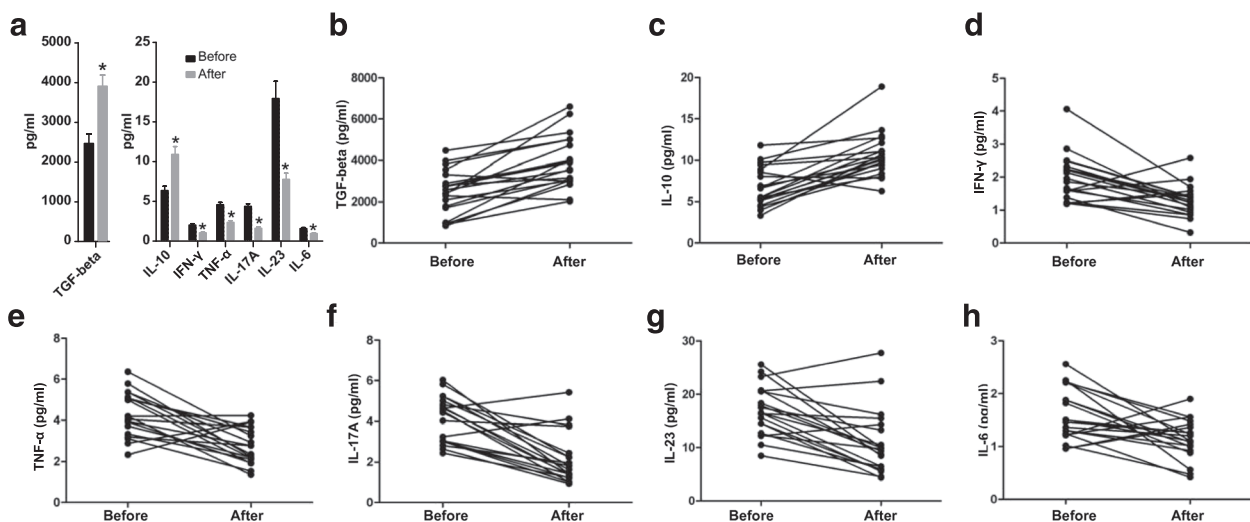 a
5000
4000
3000
2000
1000
0
pg/ml
*
TGF-beta
25
20
15
10
5
0
pg/ml
Before
After
*
*
*
*
*
*
IL-10
IFN-γ
TNF-α
IL-17A
IL-23
IL-6
b
8000
6000
4000
2000
0
TGF-beta (pg/ml)
Before
After
c
20
15
10
5
0
IL-10 (pg/ml)
Before
After
d
5
4
3
2
1
0
IFN-γ (pg/ml)
Before
After
e
8
6
4
2
0
TNF-α (pg/ml)
Before
After
f
8
6
4
2
0
IL-17A (pg/ml)
Before
After
g
30
20
10
0
IL-23 (pg/ml)
Before
After
h
3
2
1
0
IL-6 (pg/ml)
Before
After